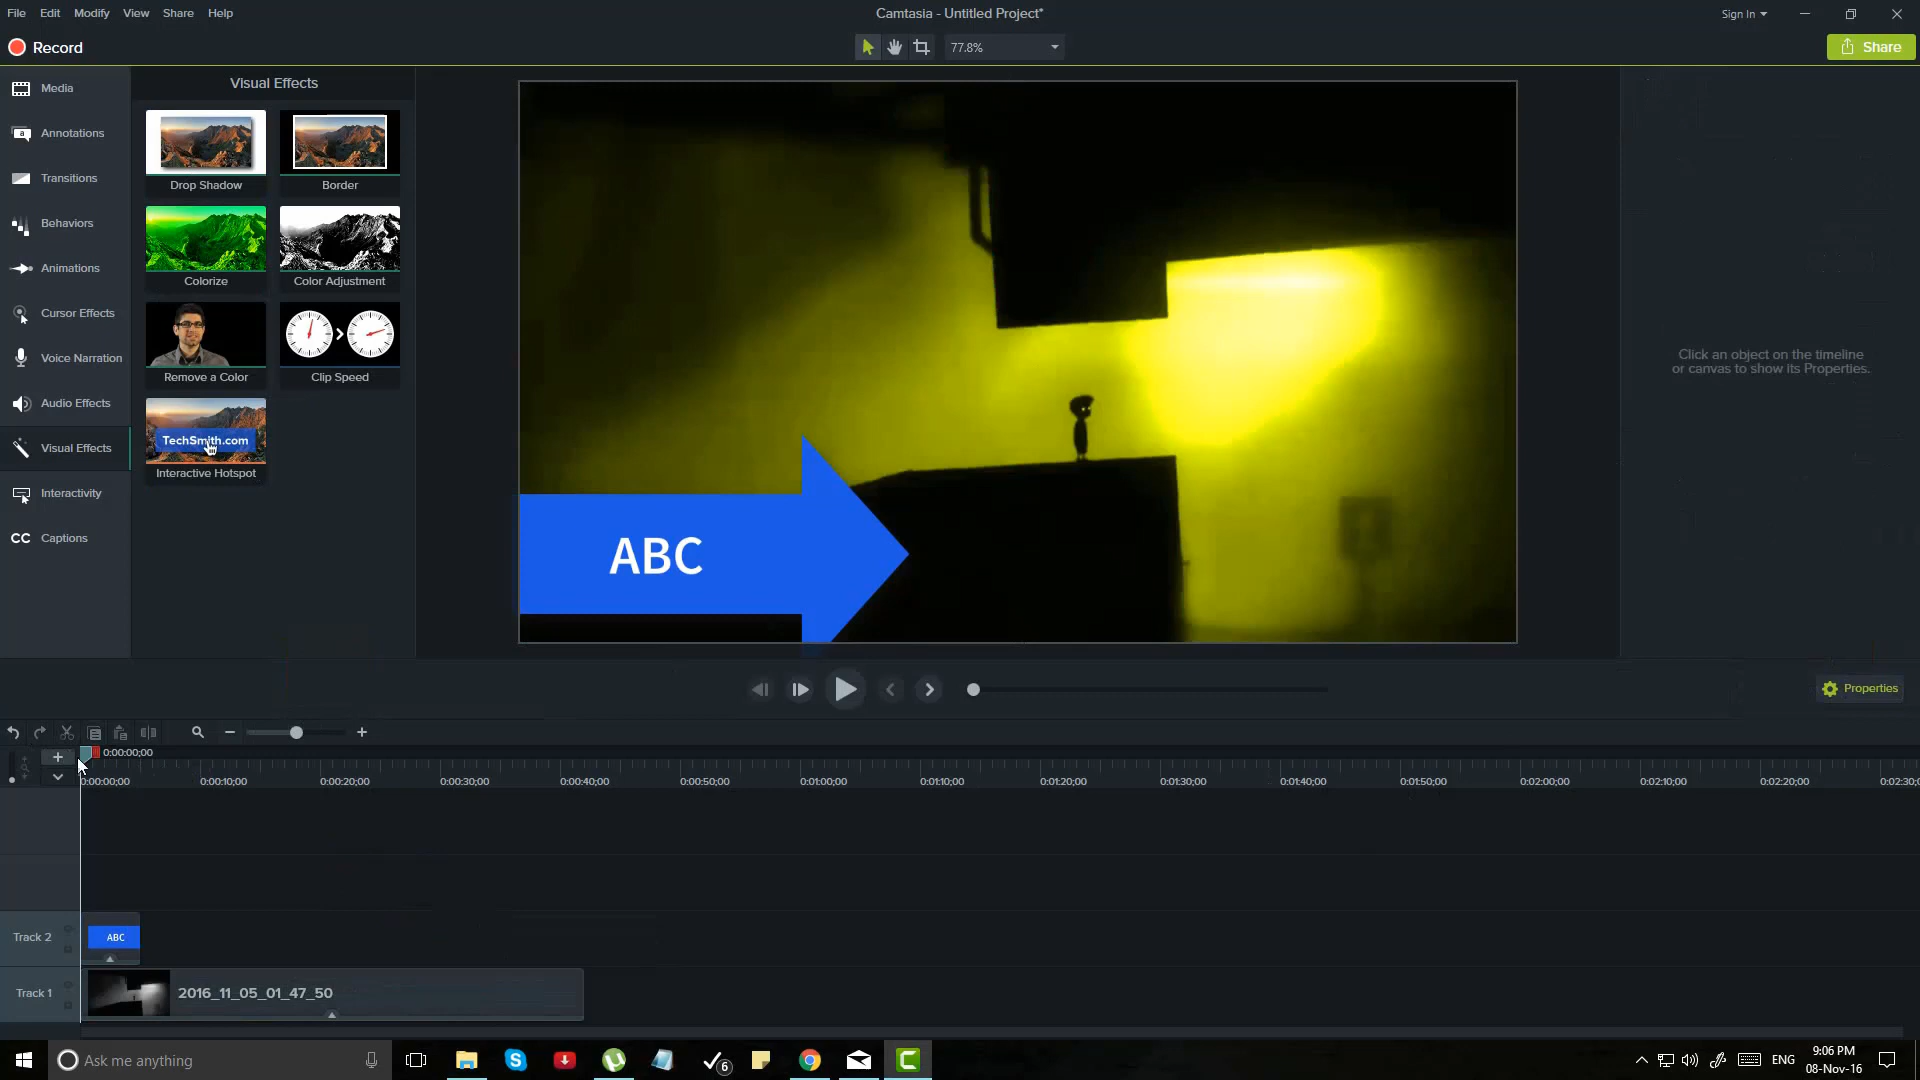 File Edit Modify View Share Help
Camtasia - Untitled Project*
Sign In
Record
77.8%
Share
Media
Annotations
Transitions
Behaviors
Animations
Cursor Effects
Voice Narration
Audio Effects
Visual Effects
Interactivity
CC Captions
Visual Effects
Drop Shadow
Border
Colorize
Color Adjustment
Remove a Color
Clip Speed
TechSmith.com
Interactive Hotspot
ABC
Click an object on the timeline
or canvas to show its Properties.
Properties
0:00:00;00
0:00:00;00 0:00:10;00 0:00:20;00 0:00:30;00 0:00:40;00 0:00:50;00 0:01:00;00 0:01:10;00 0:01:20;00 0:01:30;00 0:01:40;00 0:01:50;00 0:02:00;00 0:02:10;00 0:02:20;00 0:02:30;0
Track 2
ABC
Track 1
2016_11_05_01_47_50
Ask me anything
6
ENG
9:06 PM
08-Nov-16